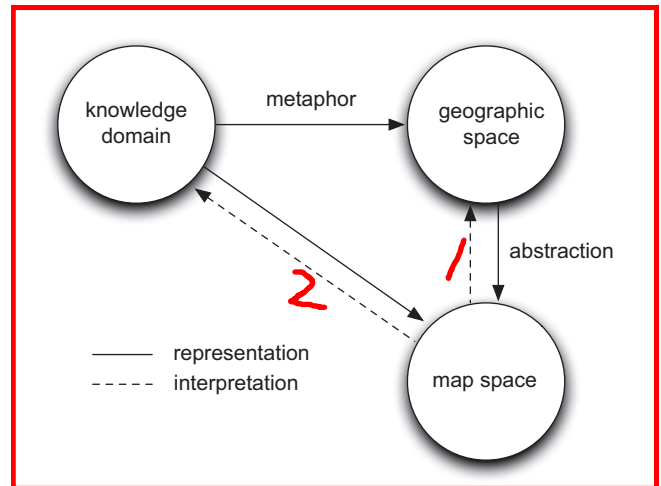 knowledge
domain
metaphor
geographic
space
1
abstraction
2
representation
interpretation
map space